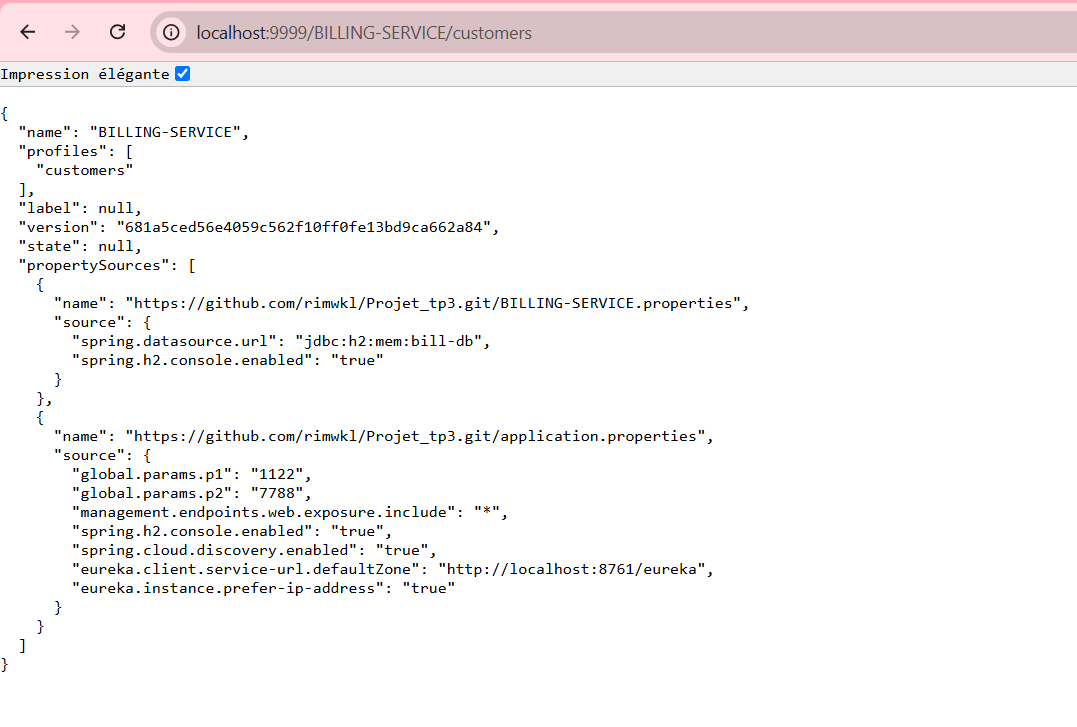 localhost:9999/BILLING-SERVICE/customers
Impression élégante
{
  "name": "BILLING-SERVICE",
  "profiles": [
    "customers"
  ],
  "label": null,
  "version": "681a5ced56e4059c562f10ff0fe13bd9ca662a84",
  "state": null,
  "propertySources": [
    {
      "name": "https://github.com/rimwkl/Projet_tp3.git/BILLING-SERVICE.properties",
      "source": {
        "spring.datasource.url": "jdbc:h2:mem:bill-db",
        "spring.h2.console.enabled": "true"
      }
    },
    {
      "name": "https://github.com/rimwkl/Projet_tp3.git/application.properties",
      "source": {
        "global.params.p1": "1122",
        "global.params.p2": "7788",
        "management.endpoints.web.exposure.include": "*",
        "spring.h2.console.enabled": "true",
        "spring.cloud.discovery.enabled": "true",
        "eureka.client.service-url.defaultZone": "http://localhost:8761/eureka",
        "eureka.instance.prefer-ip-address": "true"
      }
    }
  ]
}